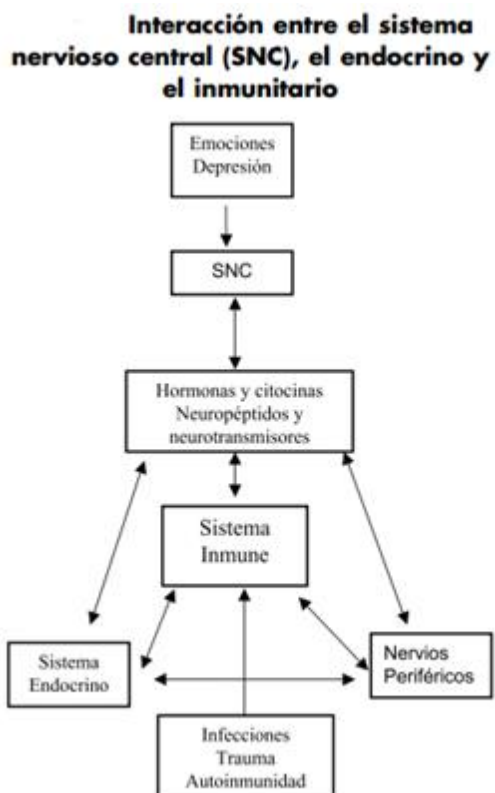 Interacción entre el sistema
nervioso central (SNC), el endocrino y
el inmunitario
Emociones
Depresión
SNC
Hormonas y citocinas
Neuropéptidos y
neurotransmisores
Sistema
Inmune
Sistema
Endocrino
Nervios
Periféricos
Infecciones
Trauma
Autoinmunidad